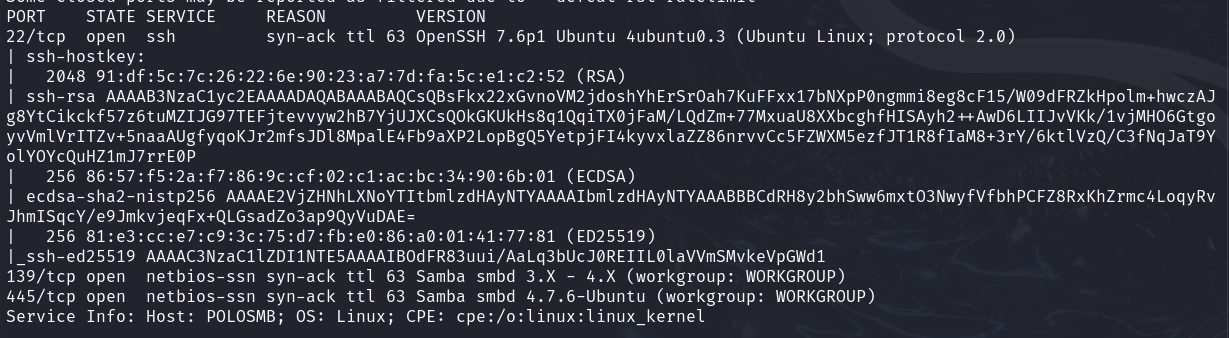 Some closed ports may be reported as filtered due to --defeat-rst-ratelimit
PORT    STATE SERVICE     REASON         VERSION
22/tcp  open  ssh         syn-ack ttl 63 OpenSSH 7.6p1 Ubuntu 4ubuntu0.3 (Ubuntu Linux; protocol 2.0)
| ssh-hostkey:
|   2048 91:df:5c:7c:26:22:6e:90:23:a7:7d:fa:5c:e1:c2:52 (RSA)
| ssh-rsa AAAAB3NzaC1yc2EAAAADAQABAAABAQCsQBsFkx22xGvnoVM2jdoshYhErSrOah7KuFFxx17bNXpP0ngmmi8eg8cF15/W09dFRZkHpolm+hwczAJ
g8YtCikckf57z6tuMZIJG97TEFjtevvyw2hB7YjUJXCsQOkGKUkHs8q1QqiTX0jFaM/LQdZm+77MxuaU8XXbcghfHISAyh2++AwD6LIIJvVKk/1vjMHO6Gtgo
yvVmlVrITZv+5naaAUgfyqoKJr2mfsJDl8MpalE4Fb9aXP2LopBgQ5YetpjFI4kyvxlaZZ86nrvvCc5FZWXM5ezfJT1R8fIaM8+3rY/6ktlVzQ/C3fNqJaT9Y
olYOYcQuHZ1mJ7rrE0P
|   256 86:57:f5:2a:f7:86:9c:cf:02:c1:ac:bc:34:90:6b:01 (ECDSA)
| ecdsa-sha2-nistp256 AAAAE2VjZHNhLXNoYTItbmlzdHAyNTYAAAAIbmlzdHAyNTYAAABBBCdRH8y2bhSww6mxtO3NwyfVfbhPCFZ8RxKhZrmc4LoqyRv
JhmISqcY/e9JmkvjeqFx+QLGsadZo3ap9QyVuDAE=
|   256 81:e3:cc:e7:c9:3c:75:d7:fb:e0:86:a0:01:41:77:81 (ED25519)
|_ssh-ed25519 AAAAC3NzaC1lZDI1NTE5AAAAIBOdFR83uui/AaLq3bUcJ0REIIL0laVVmSMvkeVpGWd1
139/tcp open  netbios-ssn syn-ack ttl 63 Samba smbd 3.X - 4.X (workgroup: WORKGROUP)
445/tcp open  netbios-ssn syn-ack ttl 63 Samba smbd 4.7.6-Ubuntu (workgroup: WORKGROUP)
Service Info: Host: POLOSMB; OS: Linux; CPE: cpe:/o:linux:linux_kernel